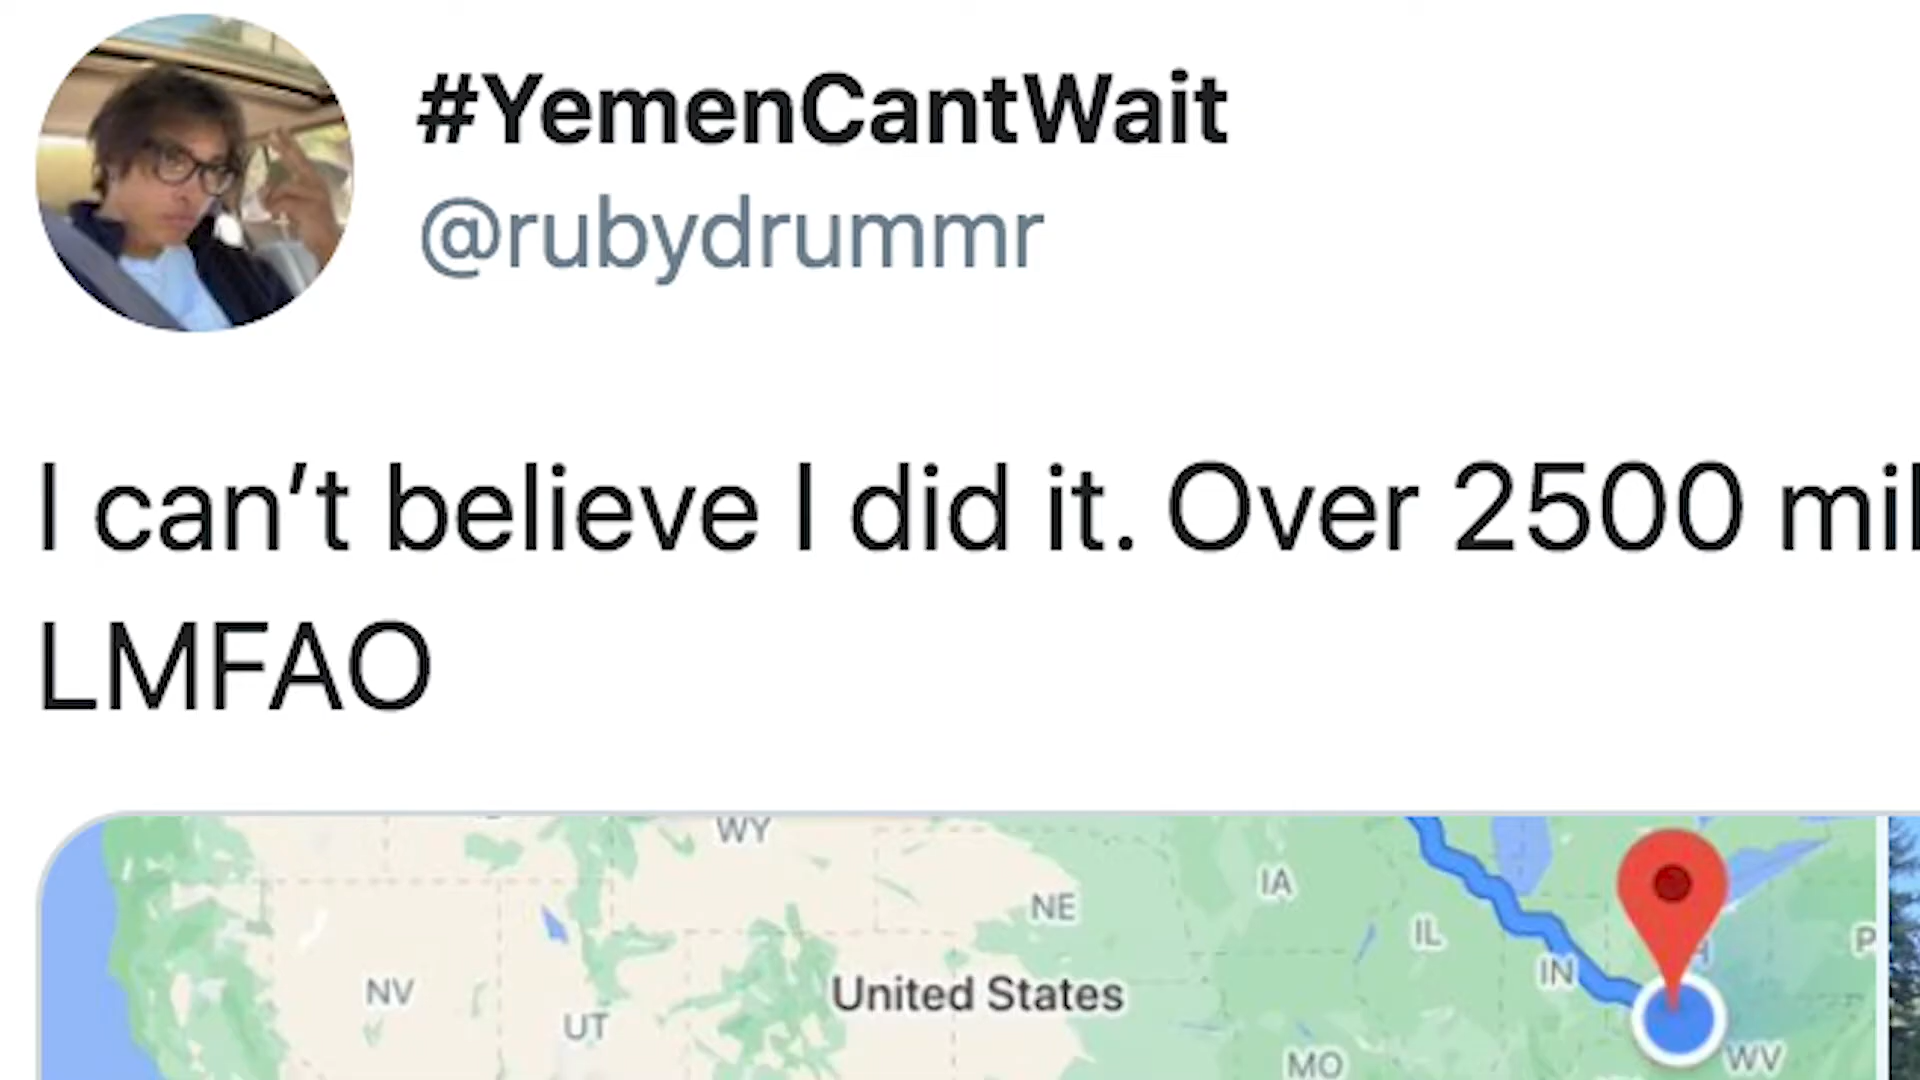 #YemenCantWait
@rubydrummr
I can’t believe I did it. Over 2500 mil
LMFAO
WY
NE
IA
IL
IN
P
NV
United States
UT
MO
WV